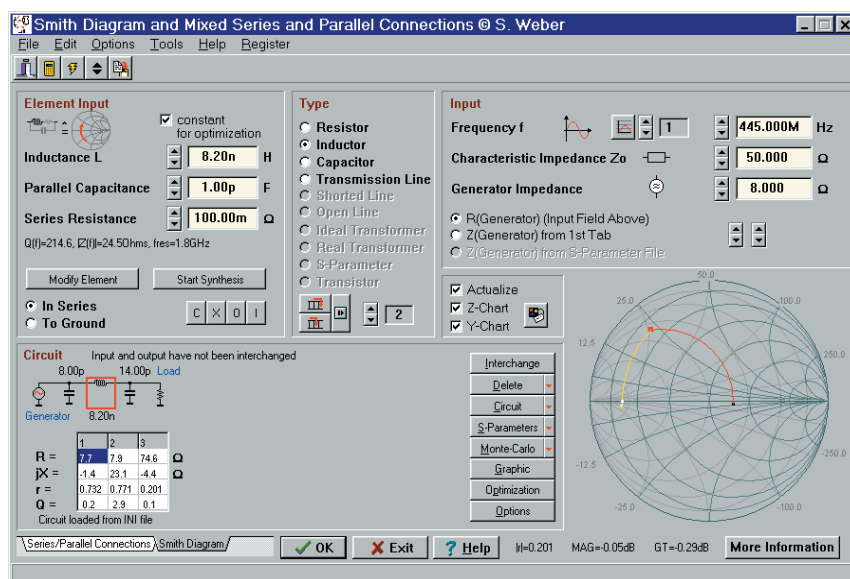 Smith Diagram and Mixed Series and Parallel Connections © S. Weber
File Edit Options Tools Help Register
Element Input
constant
for optimization
Inductance L 8.20n H
Parallel Capacitance 1.00p F
Series Resistance 100.00m Ω
Q(f)=214.6, |Z(f)|=24.5Ohms, fres=1.8GHz
Modify Element Start Synthesis
In Series
To Ground
C X O I
Type
Resistor
Inductor
Capacitor
Transmission Line
Shorted Line
Open Line
Ideal Transformer
Real Transformer
S-Parameter
Transistor
2
Input
Frequency f 1 445.000M Hz
Characteristic Impedance Zo 50.000 Ω
Generator Impedance 8.000 Ω
R(Generator) (Input Field Above)
Z(Generator) from 1st Tab
Z(Generator) from S-Parameter File
Actualize
Z-Chart
Y-Chart
50.0
25.0 100.0
12.5 250.0
-12.5 -250.0
-25.0 -100.0
Circuit Input and output have not been interchanged
8.00p 14.00p Load
Generator 8.20n
1 2 3
R = 7.7 7.9 74.6 Ω
jX = -1.4 23.1 -4.4 Ω
r = 0.732 0.771 0.201
Q = 0.2 2.9 0.1
Circuit loaded from INI file
Interchange
Delete
Circuit
S-Parameters
Monte-Carlo
Graphic
Optimization
Options
Series/Parallel Connections Smith Diagram
OK Exit ? Help |r|=0.201 MAG=-0.05dB GT=-0.29dB More Information